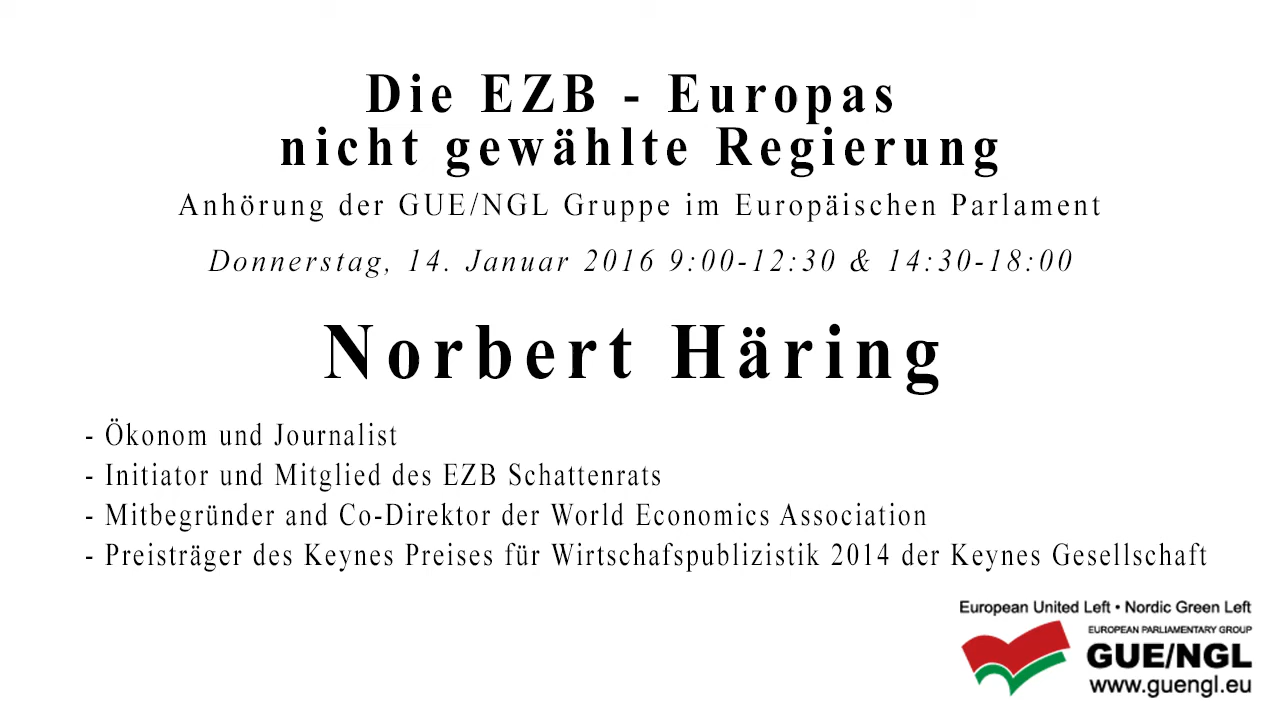 Die EZB - Europas
nicht gewählte Regierung
Anhörung der GUE/NGL Gruppe im Europäischen Parlament
Donnerstag, 14. Januar 2016 9:00-12:30 & 14:30-18:00
Norbert Häring
- Ökonom und Journalist
- Initiator und Mitglied des EZB Schattenrats
- Mitbegründer and Co-Direktor der World Economics Association
- Preisträger des Keynes Preises für Wirtschafspublizistik 2014 der Keynes Gesellschaft
European United Left • Nordic Green Left
EUROPEAN PARLIAMENTARY GROUP
GUE/NGL
www.guengl.eu